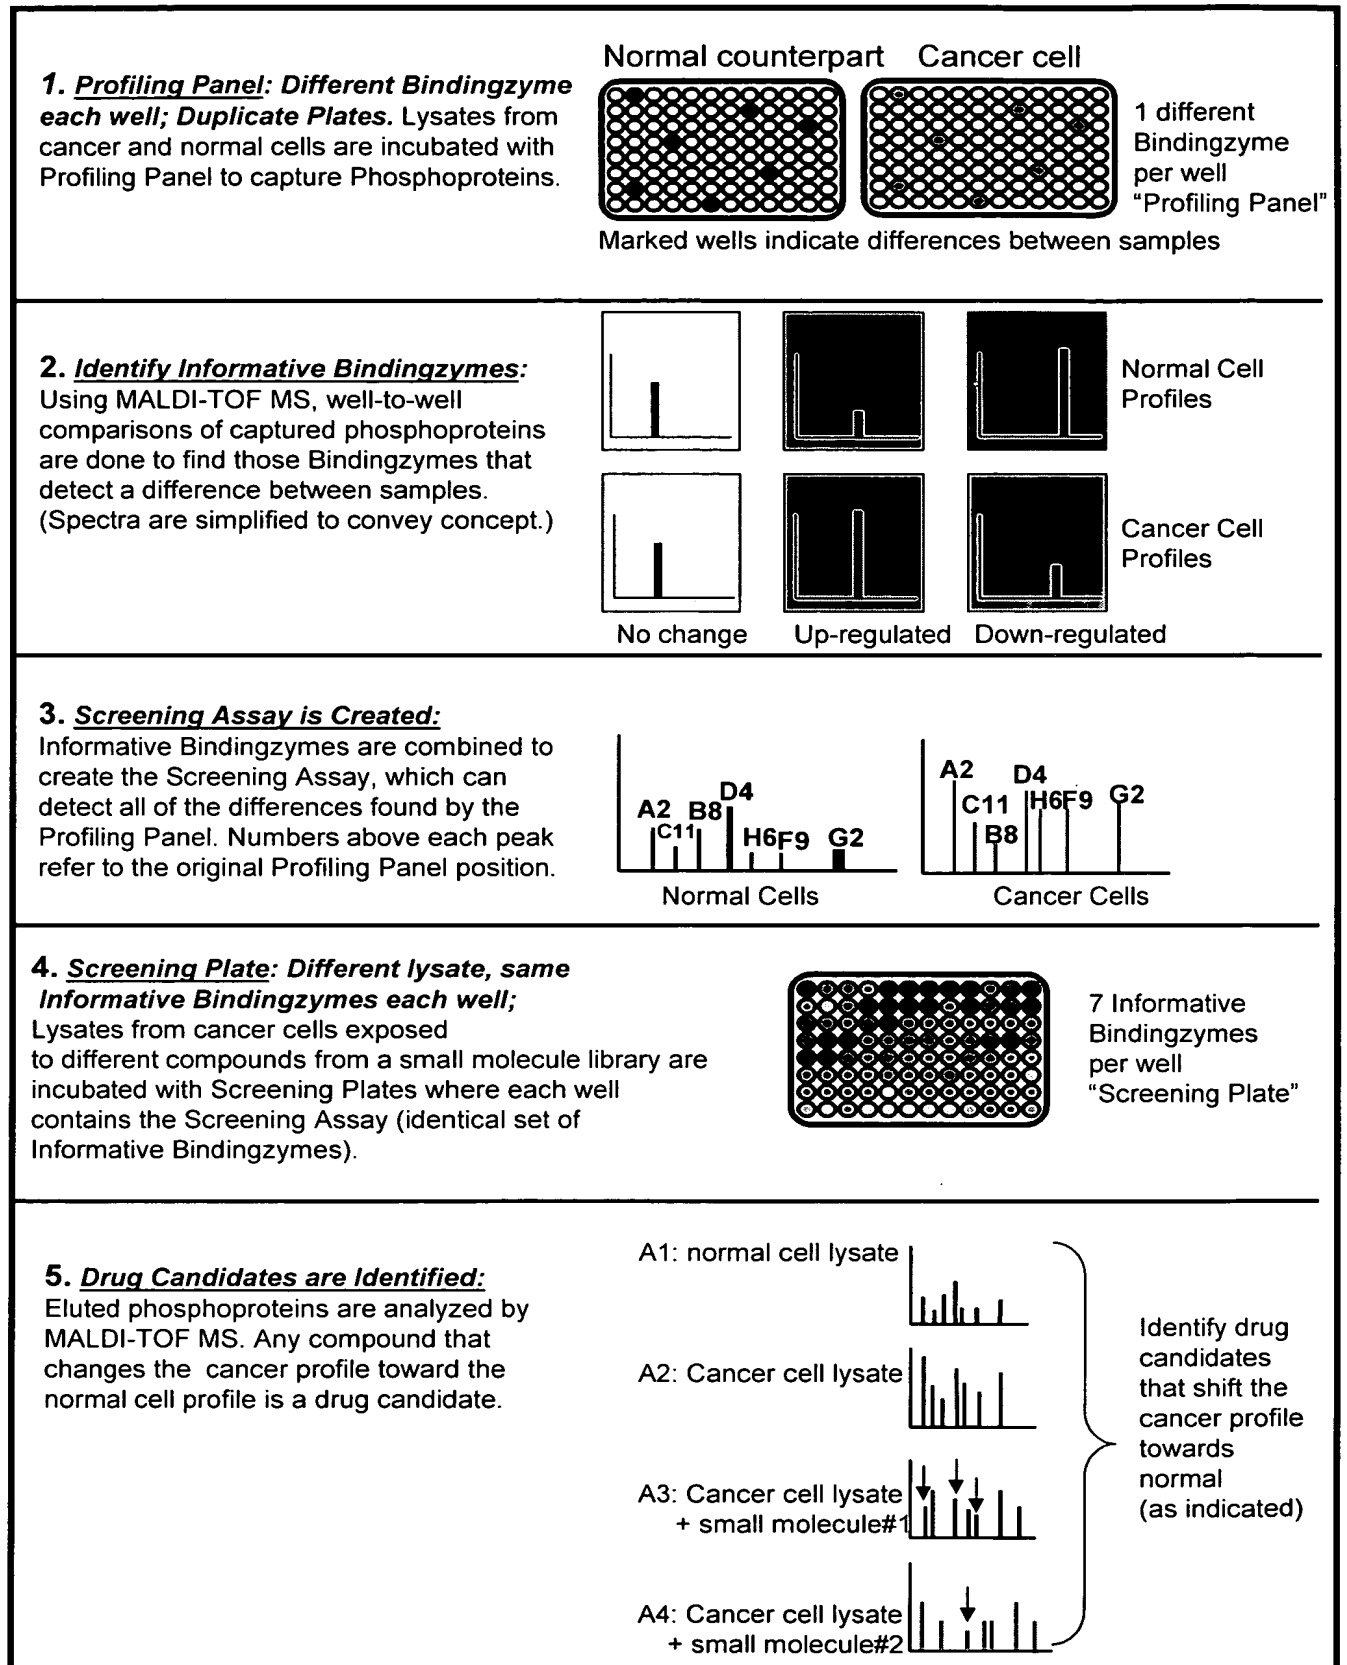 1. Profiling Panel: Different Bindingzyme
each well; Duplicate Plates. Lysates from
cancer and normal cells are incubated with
Profiling Panel to capture Phosphoproteins.
Normal counterpart
Cancer cell
1 different
Bindingzyme
per well
“Profiling Panel”
Marked wells indicate differences between samples
2. Identify Informative Bindingzymes:
Using MALDI-TOF MS, well-to-well
comparisons of captured phosphoproteins
are done to find those Bindingzymes that
detect a difference between samples.
(Spectra are simplified to convey concept.)
Normal Cell
Profiles
Cancer Cell
Profiles
No change
Up-regulated
Down-regulated
3. Screening Assay is Created:
Informative Bindingzymes are combined to
create the Screening Assay, which can
detect all of the differences found by the
Profiling Panel. Numbers above each peak
refer to the original Profiling Panel position.
A2
C11
B8
D4
H6
F9
G2
Normal Cells
A2
C11
B8
D4
H6
F9
G2
Cancer Cells
4. Screening Plate: Different lysate, same
Informative Bindingzymes each well;
Lysates from cancer cells exposed
to different compounds from a small molecule library are
incubated with Screening Plates where each well
contains the Screening Assay (identical set of
Informative Bindingzymes).
7 Informative
Bindingzymes
per well
“Screening Plate”
5. Drug Candidates are Identified:
Eluted phosphoproteins are analyzed by
MALDI-TOF MS. Any compound that
changes the cancer profile toward the
normal cell profile is a drug candidate.
A1: normal cell lysate
A2: Cancer cell lysate
A3: Cancer cell lysate
+ small molecule#1
A4: Cancer cell lysate
+ small molecule#2
Identify drug
candidates
that shift the
cancer profile
towards
normal
(as indicated)